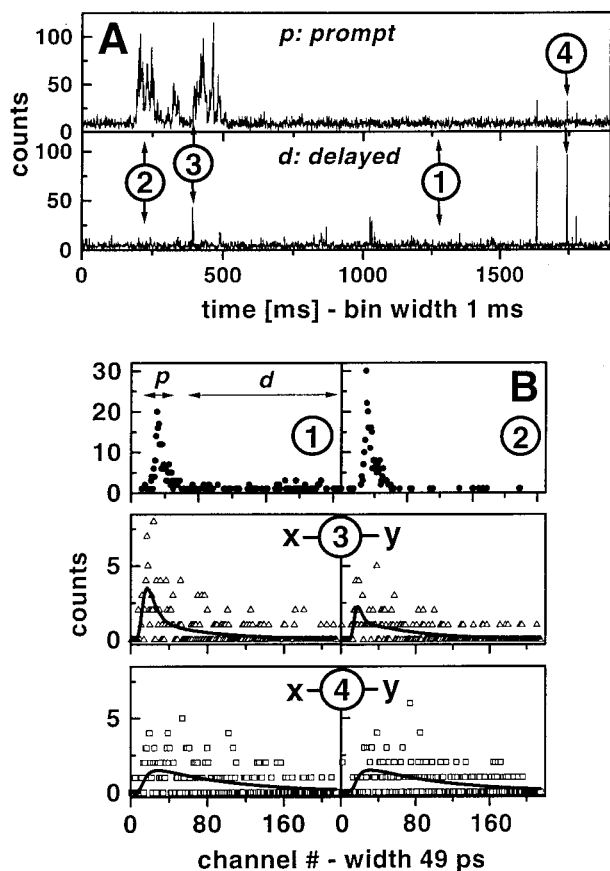 A
p: prompt
4
100
50
0
counts
d: delayed
2
3
1
100
50
0
0
500
1000
1500
time [ms] - bin width 1 ms
p
d
B
30
20
10
0
1
2
x 3 y
5
0
counts
x 4 y
5
0
0
80
160
0
80
160
channel # - width 49 ps